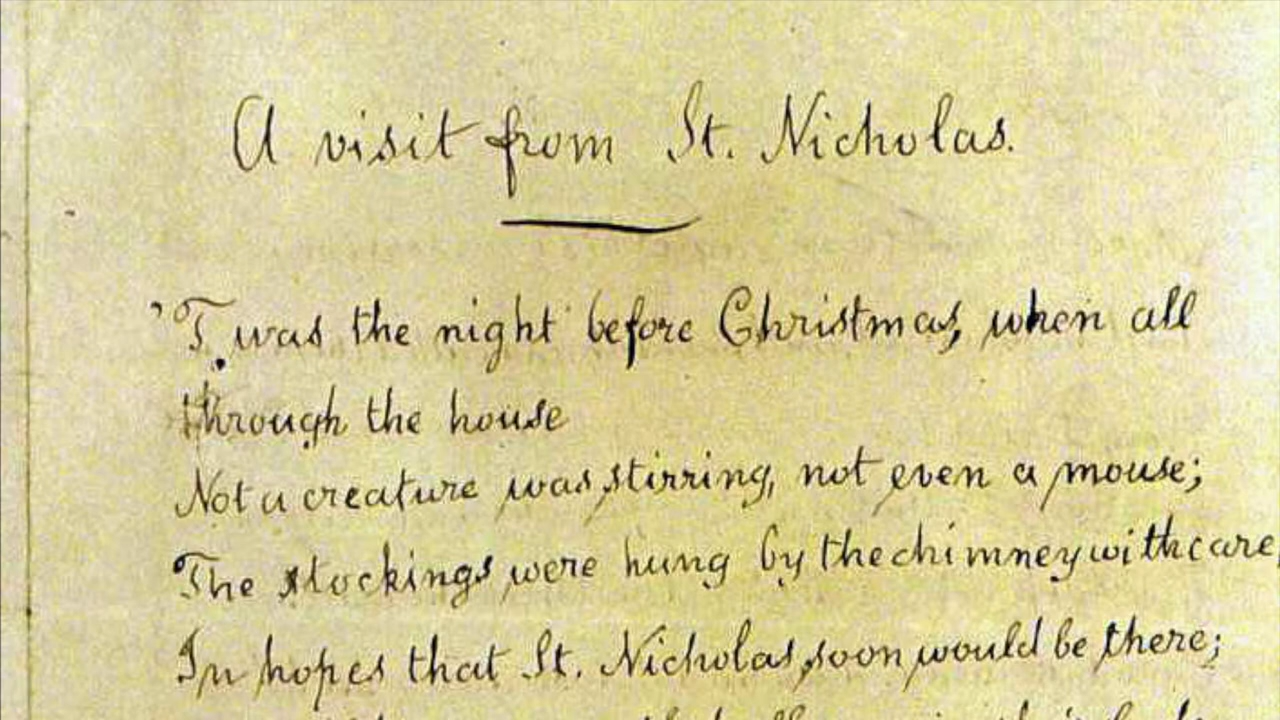 A visit from St. Nicholas.
'T was the night before Christmas, when all
through the house
Not a creature was stirring, not even a mouse;
The stockings were hung by the chimney with care,
In hopes that St. Nicholas soon would be there;